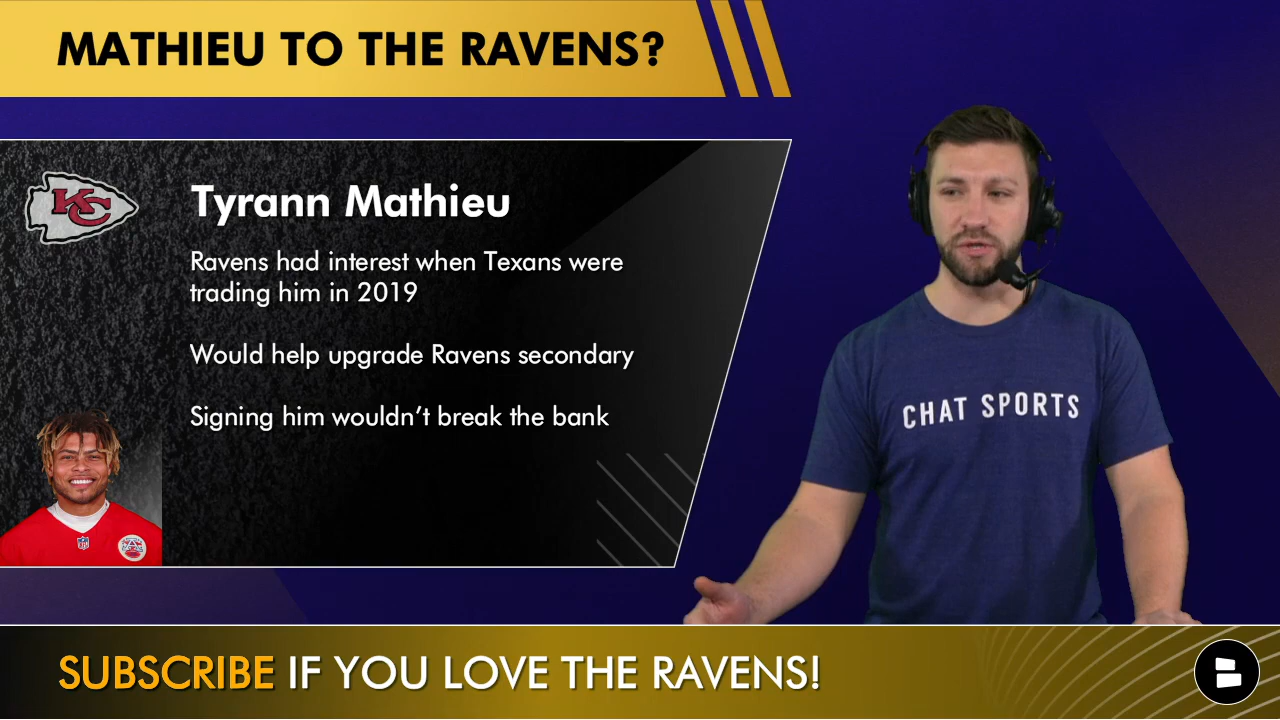 MATHIEU TO THE RAVENS?
KC
Tyrann Mathieu
Ravens had interest when Texans were
trading him in 2019
Would help upgrade Ravens secondary
Signing him wouldn't break the bank
CHAT SPORTS
SUBSCRIBE IF YOU LOVE THE RAVENS!